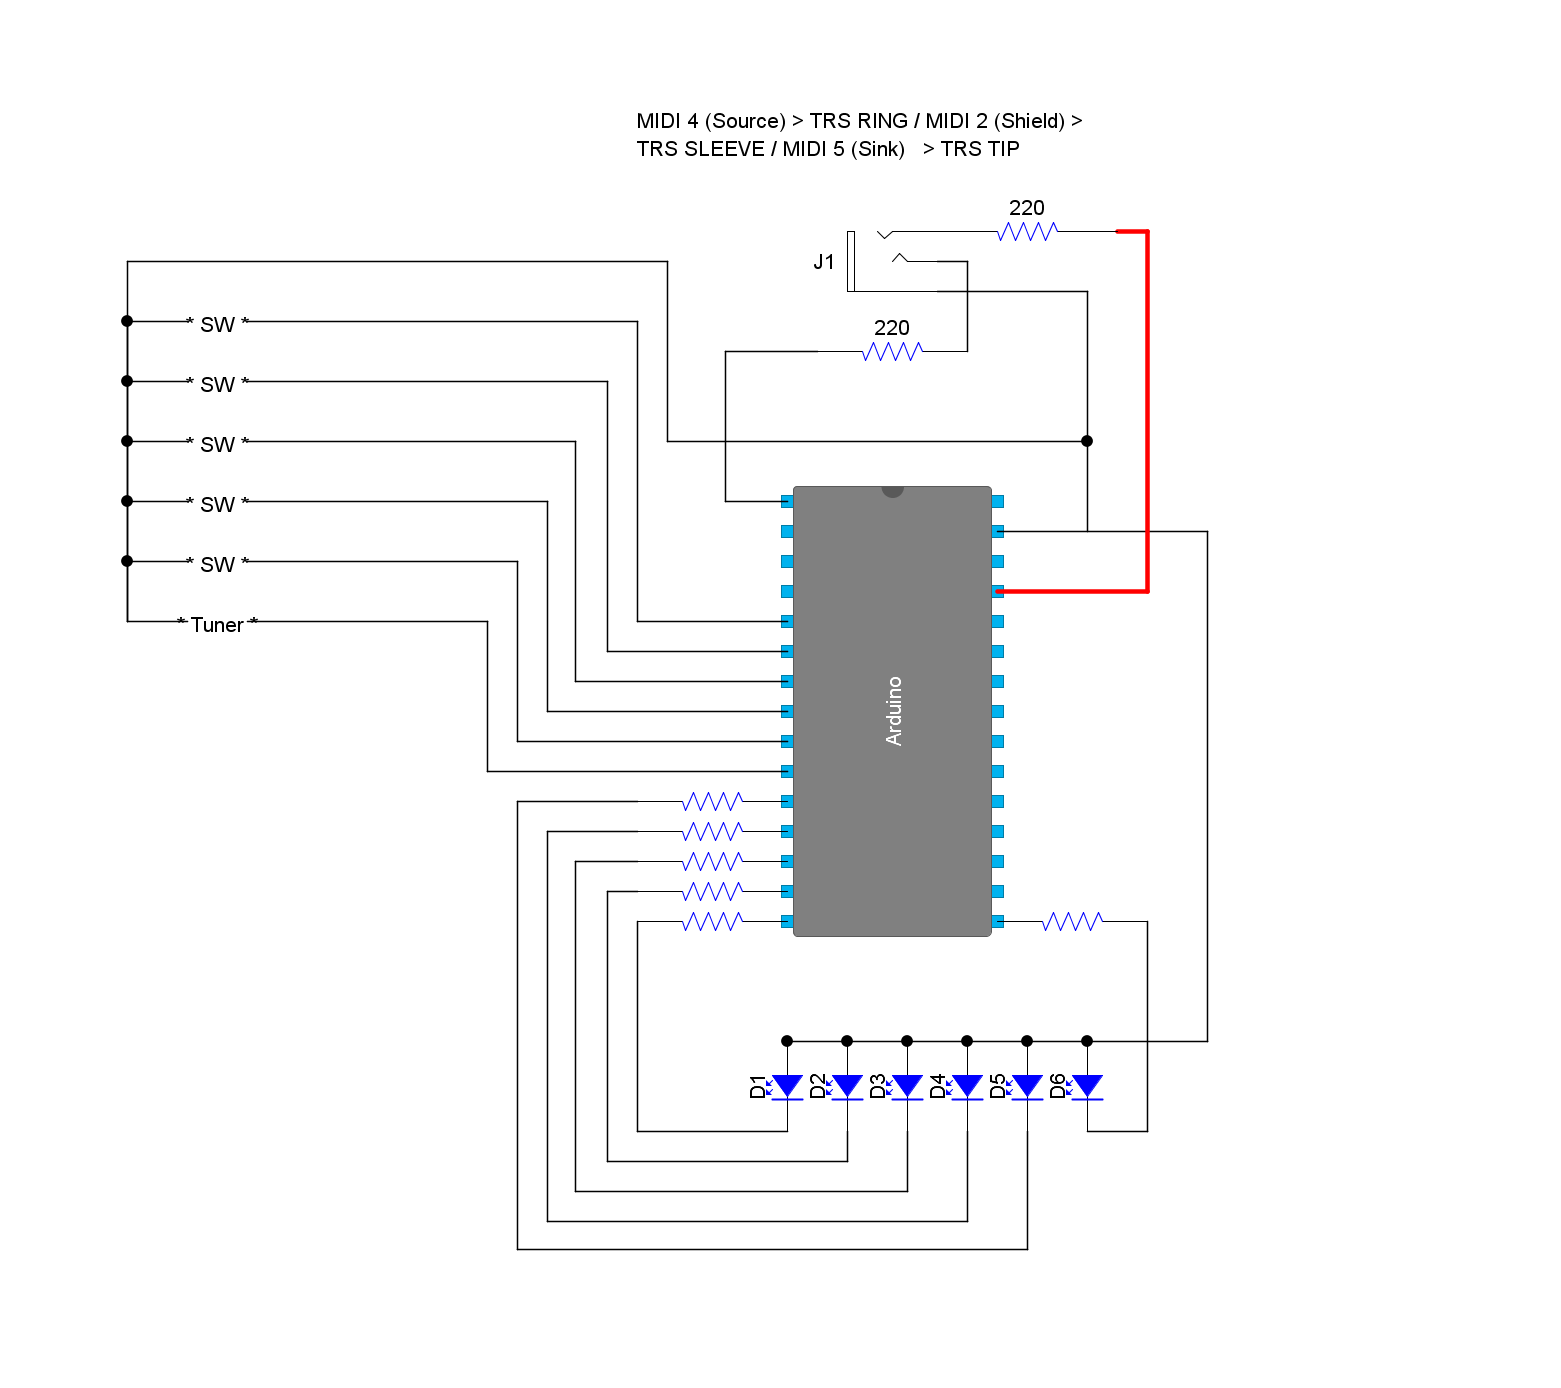 MIDI 4 (Source) > TRS RING / MIDI 2 (Shield) >
TRS SLEEVE / MIDI 5 (Sink) > TRS TIP
220
J1
220
* SW *
* SW *
* SW *
* SW *
* SW *
* Tuner *
Arduino
D1
D2
D3
D4
D5
D6